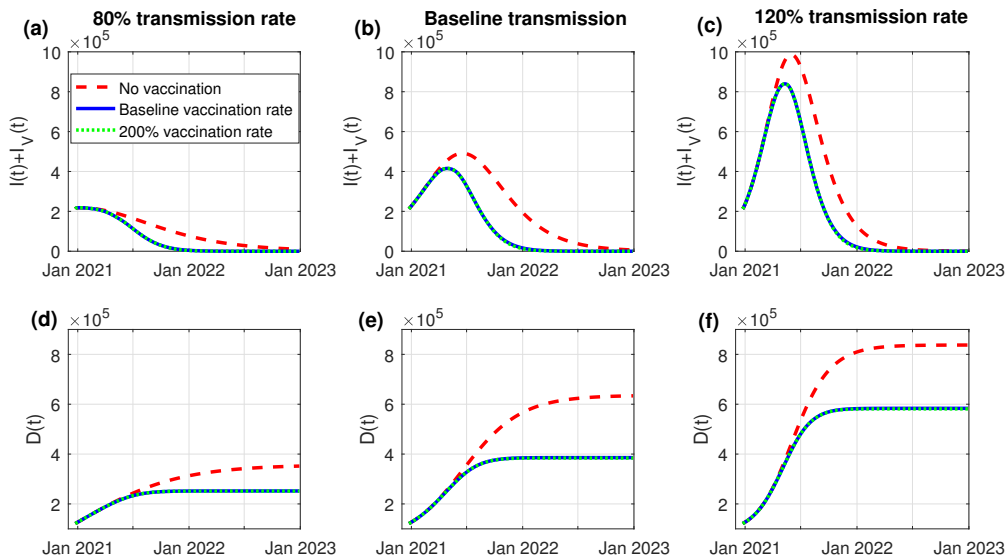 (a) 80% transmission rate
(b) Baseline transmission
(c) 120% transmission rate
× 10^5
10
8
6
4
2
0
I(t)+I_V(t)
No vaccination
Baseline vaccination rate
200% vaccination rate
Jan 2021 Jan 2022 Jan 2023
× 10^5
10
8
6
4
2
0
Jan 2021 Jan 2022 Jan 2023
× 10^5
10
8
6
4
2
0
Jan 2021 Jan 2022 Jan 2023
(d)
× 10^5
8
6
4
2
D(t)
Jan 2021 Jan 2022 Jan 2023
(e)
× 10^5
8
6
4
2
D(t)
Jan 2021 Jan 2022 Jan 2023
(f)
× 10^5
8
6
4
2
D(t)
Jan 2021 Jan 2022 Jan 2023